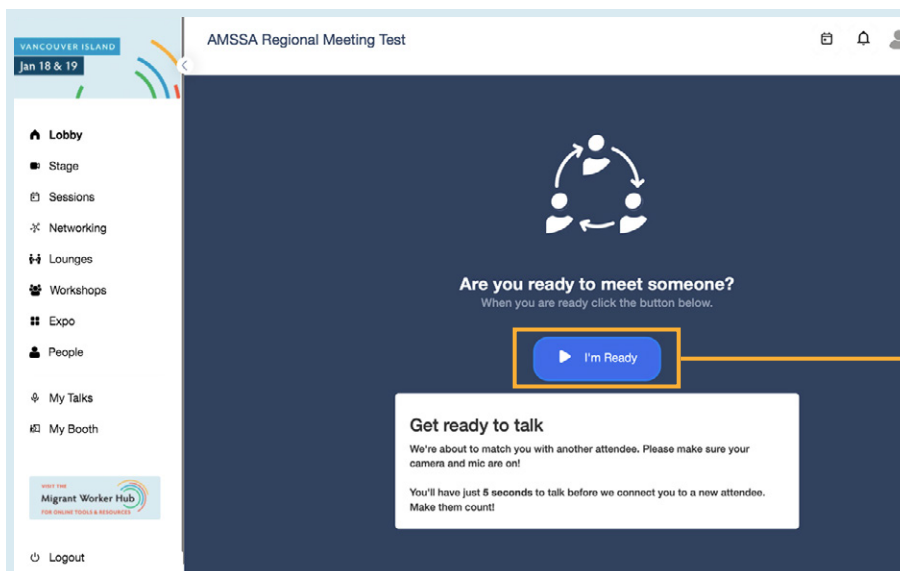 VANCOUVER ISLAND
Jan 18 & 19
AMSSA Regional Meeting Test
Lobby
Stage
Sessions
Networking
Lounges
Workshops
Expo
People
My Talks
My Booth
VISIT THE
Migrant Worker Hub
FOR ONLINE TOOLS & RESOURCES
Logout
Are you ready to meet someone?
When you are ready click the button below.
I'm Ready
Get ready to talk
We're about to match you with another attendee. Please make sure your
camera and mic are on!
You'll have just 5 seconds to talk before we connect you to a new attendee.
Make them count!